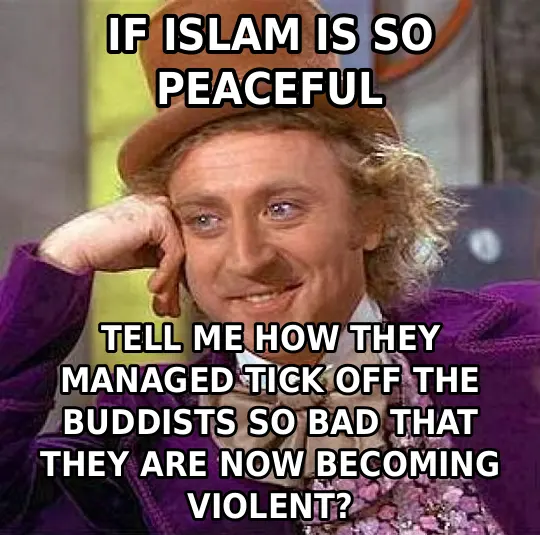 IF ISLAM IS SO
PEACEFUL
TELL ME HOW THEY
MANAGED TICK OFF THE
BUDDISTS SO BAD THAT
THEY ARE NOW BECOMING
VIOLENT?